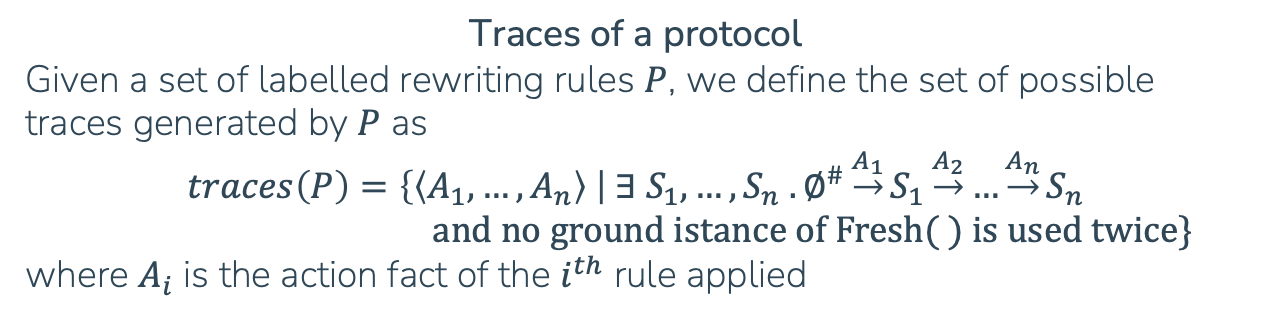 Traces of a protocol
Given a set of labelled rewriting rules P, we define the set of possible
traces generated by P as
traces(P) = {⟨A₁, … , Aₙ⟩ | ∃ S₁, … , Sₙ . ∅^# →^{A₁} S₁ →^{A₂} … →^{Aₙ} Sₙ
and no ground istance of Fresh( ) is used twice}
where Aᵢ is the action fact of the i^{th} rule applied